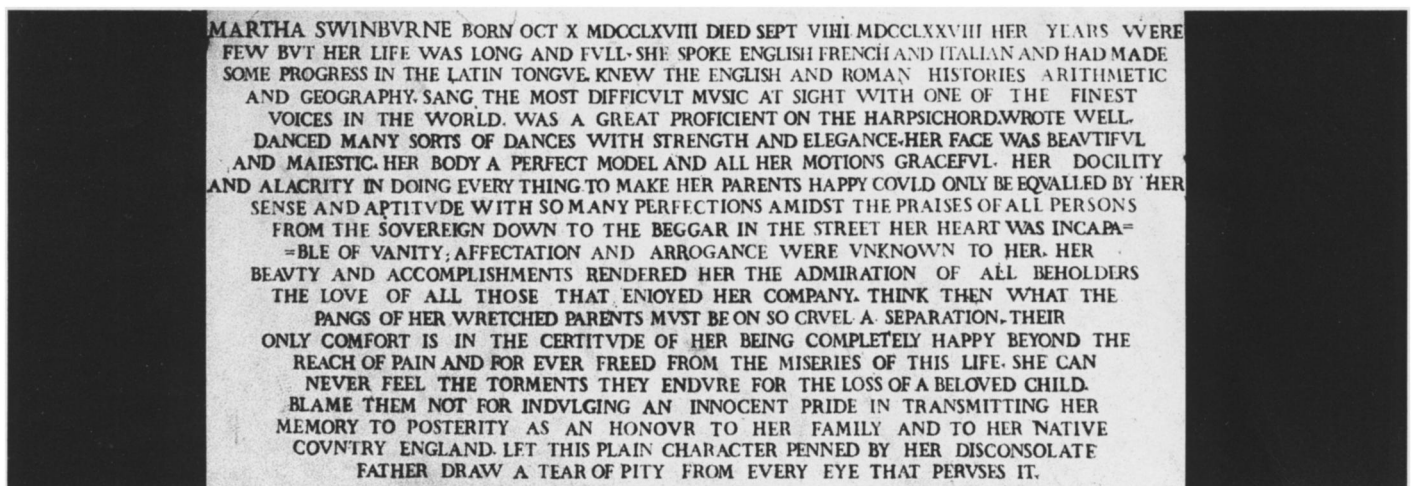 MARTHA SWINBVRNE BORN OCT X MDCCLXVIII DIED SEPT VIIII MDCCLXXVIII HER YEARS WERE
FEW BVT HER LIFE WAS LONG AND FVLL. SHE SPOKE ENGLISH FRENCH AND ITALIAN AND HAD MADE
SOME PROGRESS IN THE LATIN TONGVE. KNEW THE ENGLISH AND ROMAN HISTORIES ARITHMETIC
AND GEOGRAPHY. SANG THE MOST DIFFICVLT MVSIC AT SIGHT WITH ONE OF THE FINEST
VOICES IN THE WORLD. WAS A GREAT PROFICIENT ON THE HARPSICHORD. WROTE WELL.
DANCED MANY SORTS OF DANCES WITH STRENGTH AND ELEGANCE. HER FACE WAS BEAVTIFVL
AND MAIESTIC. HER BODY A PERFECT MODEL AND ALL HER MOTIONS GRACEFVL. HER DOCILITY
AND ALACRITY IN DOING EVERY THING TO MAKE HER PARENTS HAPPY COVLD ONLY BE EQVALLED BY HER
SENSE AND APTITVDE WITH SO MANY PERFECTIONS AMIDST THE PRAISES OF ALL PERSONS
FROM THE SOVEREIGN DOWN TO THE BEGGAR IN THE STREET HER HEART WAS INCAPA=
=BLE OF VANITY; AFFECTATION AND ARROGANCE WERE VNKNOWN TO HER. HER
BEAVTY AND ACCOMPLISHMENTS RENDERED HER THE ADMIRATION OF ALL BEHOLDERS
THE LOVE OF ALL THOSE THAT ENIOYED HER COMPANY. THINK THEN WHAT THE
PANGS OF HER WRETCHED PARENTS MVST BE ON SO CRVEL A SEPARATION. THEIR
ONLY COMFORT IS IN THE CERTITVDE OF HER BEING COMPLETELY HAPPY BEYOND THE
REACH OF PAIN AND FOR EVER FREED FROM THE MISERIES OF THIS LIFE. SHE CAN
NEVER FEEL THE TORMENTS THEY ENDVRE FOR THE LOSS OF A BELOVED CHILD.
BLAME THEM NOT FOR INDVLGING AN INNOCENT PRIDE IN TRANSMITTING HER
MEMORY TO POSTERITY AS AN HONOVR TO HER FAMILY AND TO HER NATIVE
COVNTRY ENGLAND. LET THIS PLAIN CHARACTER PENNED BY HER DISCONSOLATE
FATHER DRAW A TEAR OF PITY FROM EVERY EYE THAT PERVSES IT.